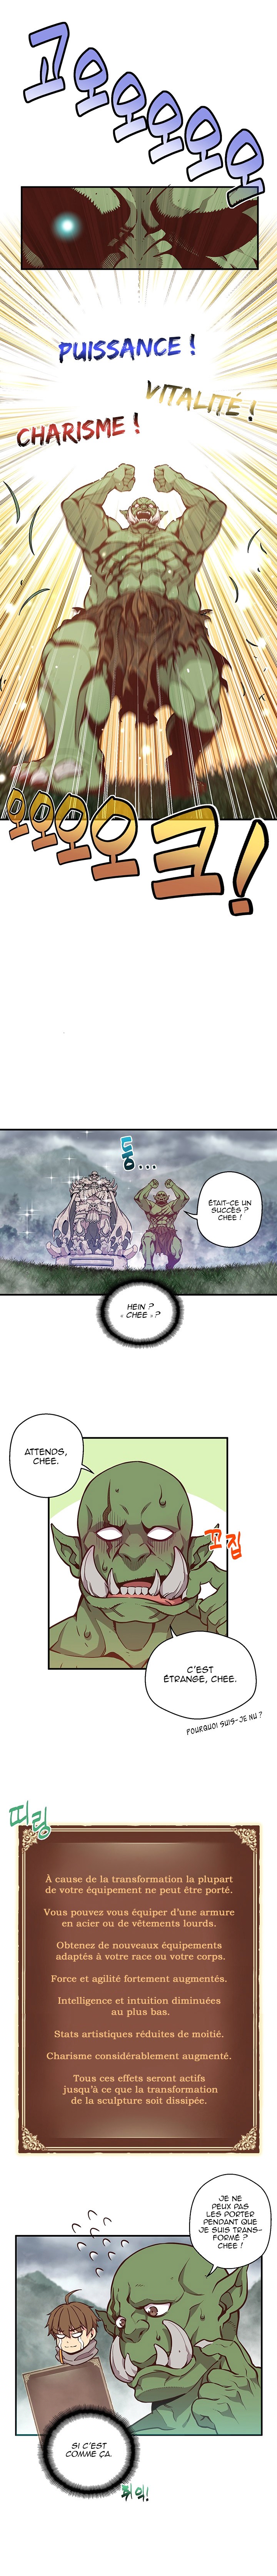 고오오오오오
PUISSANCE !
VITALITÉ !
CHARISME !
오오오오크!
둥...
ÉTAIT-CE UN
SUCCÈS ?
CHEE !
HEIN ?
« CHEE » ?
ATTENDS,
CHEE.
꼬집
C'EST
ÉTRANGE, CHEE.
POURQUOI SUIS-JE NU ?
띠링
À cause de la transformation la plupart
de votre équipement ne peut être porté.
Vous pouvez vous équiper d'une armure
en acier ou de vêtements lourds.
Obtenez de nouveaux équipements
adaptés à votre race ou votre corps.
Force et agilité fortement augmentés.
Intelligence et intuition diminuées
au plus bas.
Stats artistiques réduites de moitié.
Charisme considérablement augmenté.
Tous ces effets seront actifs
jusqu'à ce que la transformation
de la sculpture soit dissipée.
JE NE
PEUX PAS
LES PORTER
PENDANT QUE
JE SUIS TRANS-
FORMÉ ?
CHEE !
SI C'EST
COMME ÇA.